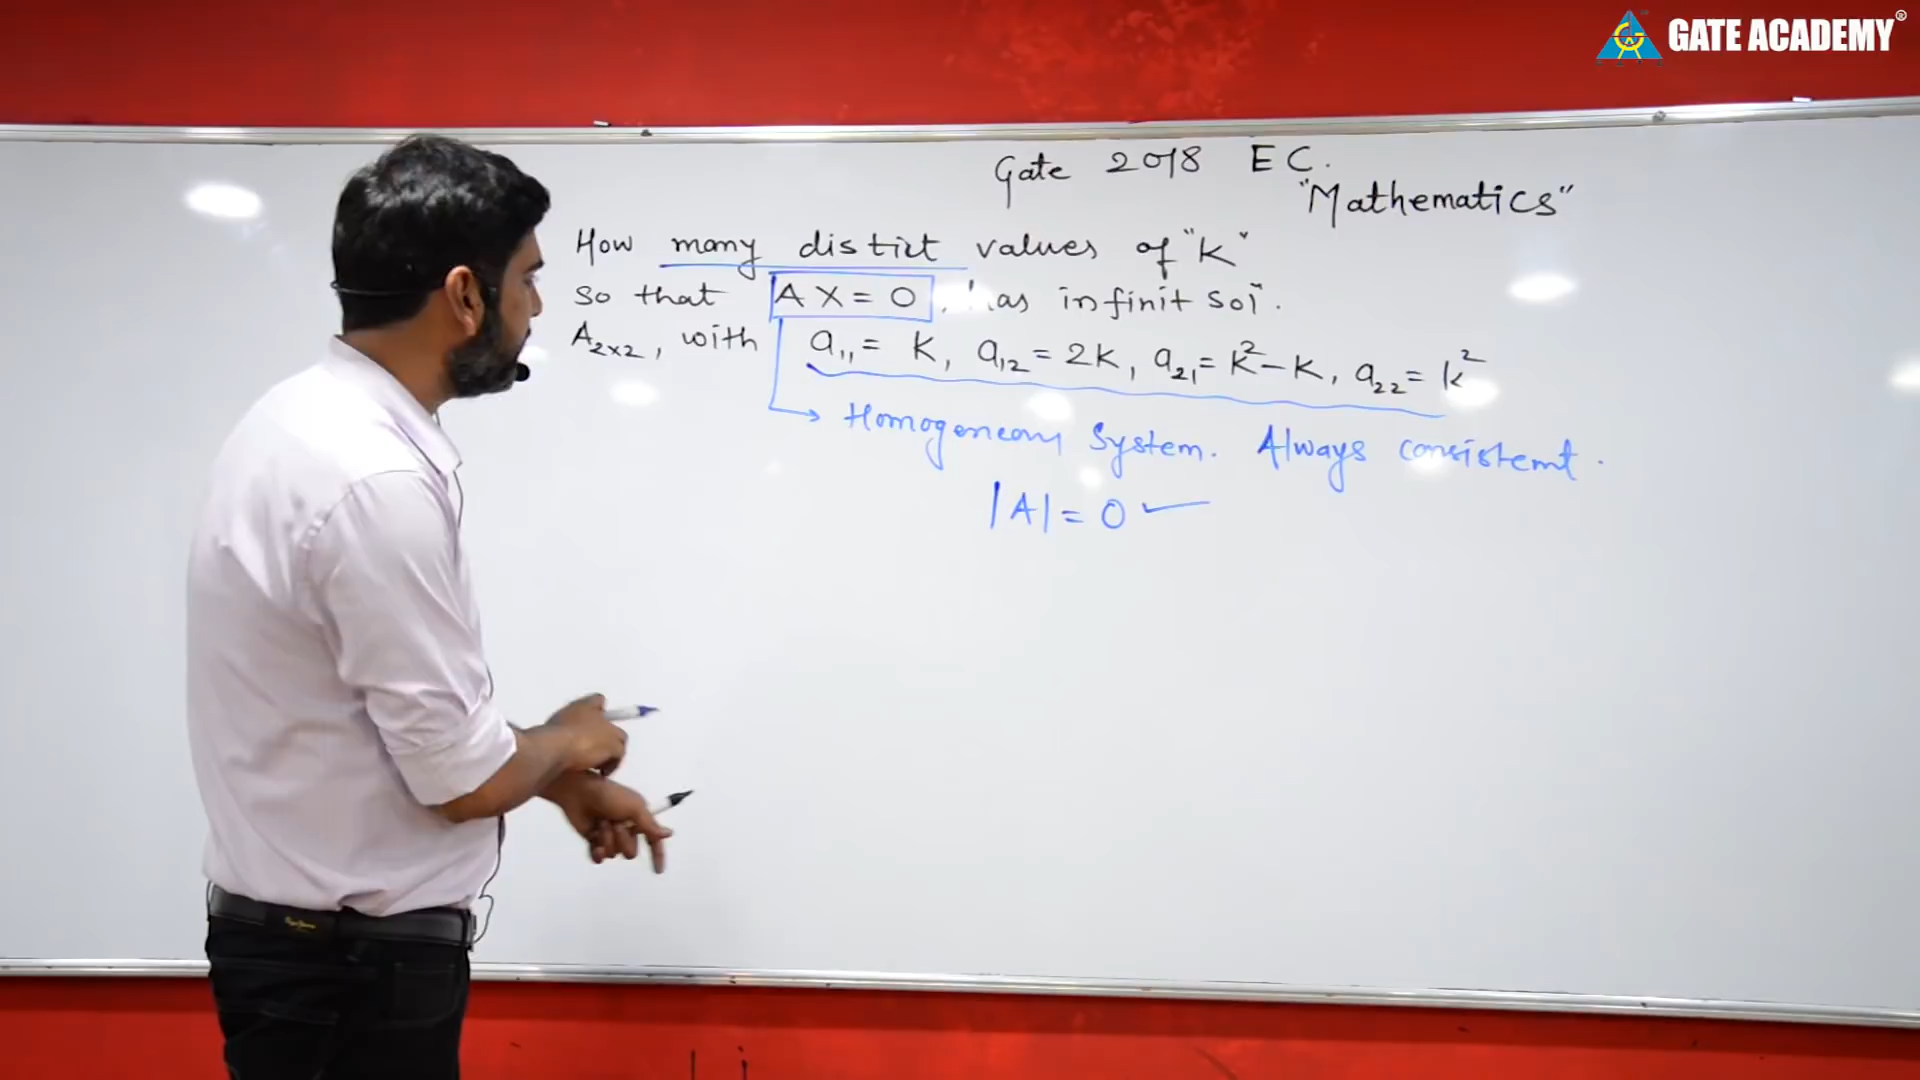 GATE ACADEMY®
Gate 2018 EC.
"Mathematics"
How many distict values of "K"
so that AX = 0, has infinit sol.
A₂ₓ₂, with a₁₁ = K, a₁₂ = 2K, a₂₁ = K²-K, a₂₂ = K²
Homogeneous System. Always consistemt.
|A| = 0